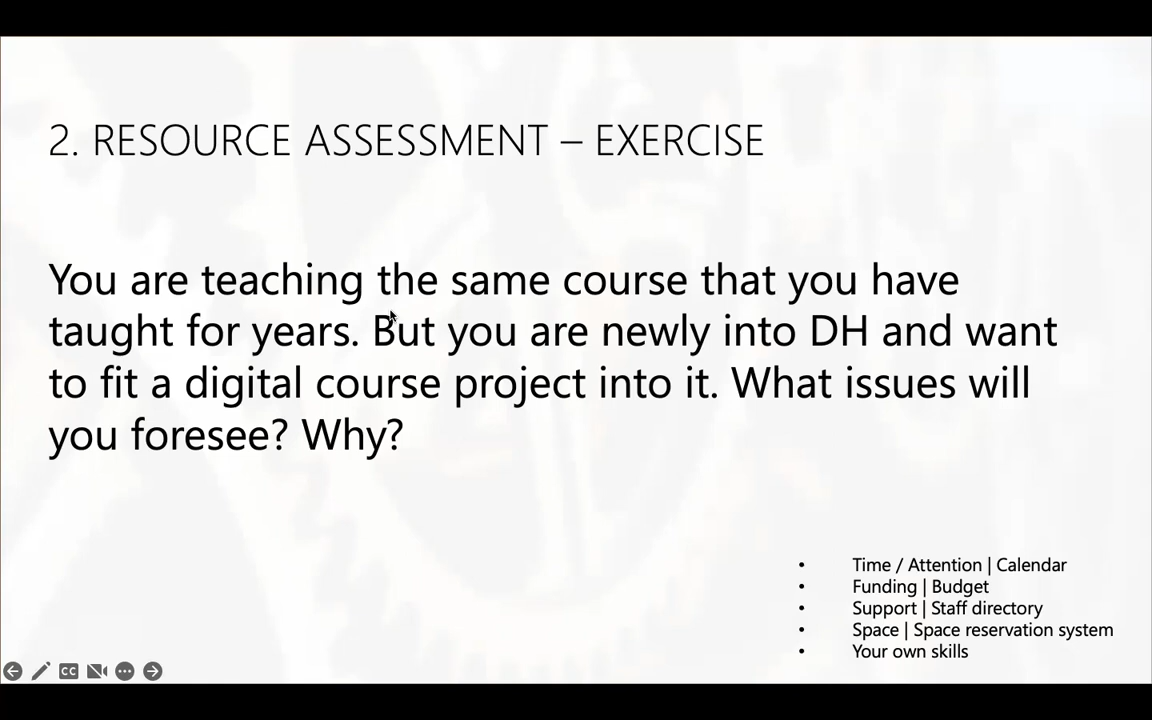 2. RESOURCE ASSESSMENT – EXERCISE
You are teaching the same course that you have
taught for years. But you are newly into DH and want
to fit a digital course project into it. What issues will
you foresee? Why?
• Time / Attention | Calendar
• Funding | Budget
• Support | Staff directory
• Space | Space reservation system
• Your own skills
CC